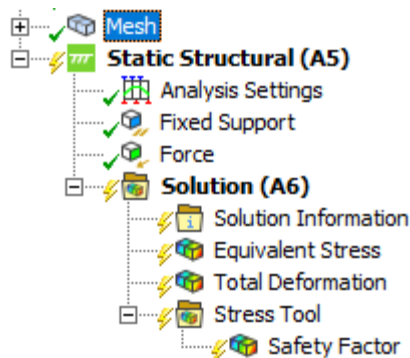 Mesh
Static Structural (A5)
Analysis Settings
Fixed Support
Force
Solution (A6)
Solution Information
Equivalent Stress
Total Deformation
Stress Tool
Safety Factor